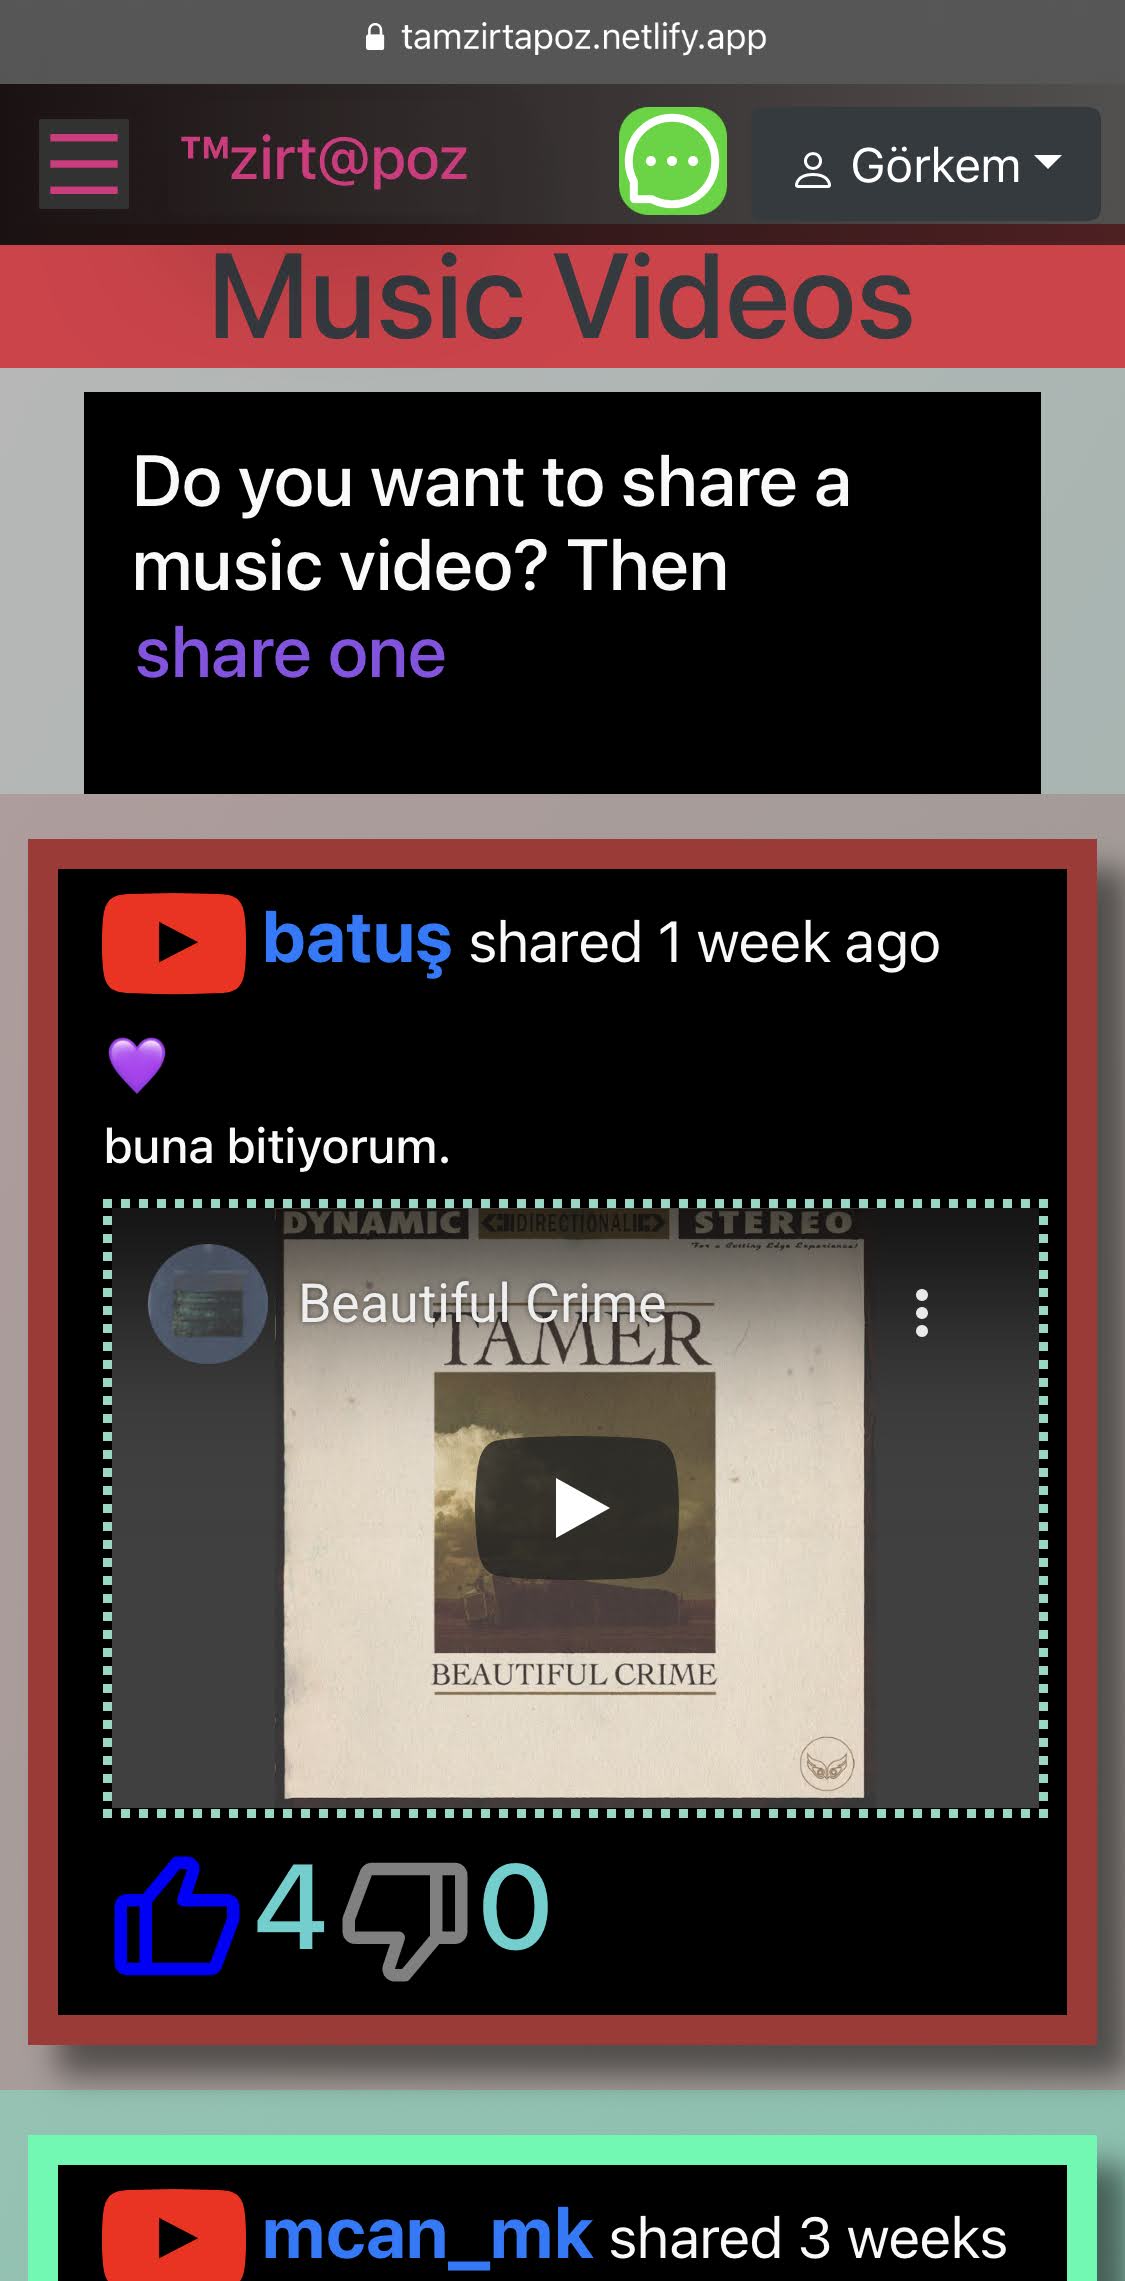 tamzirtapoz.netlify.app
™zirt@poz
Görkem
Music Videos
Do you want to share a
music video? Then
share one
batuş shared 1 week ago
💜
buna bitiyorum.
DYNAMIC DIRECTIONAL STEREO
For a Cutting Edge Experience!
Beautiful Crime
TAMER
BEAUTIFUL CRIME
4 0
mcan_mk shared 3 weeks